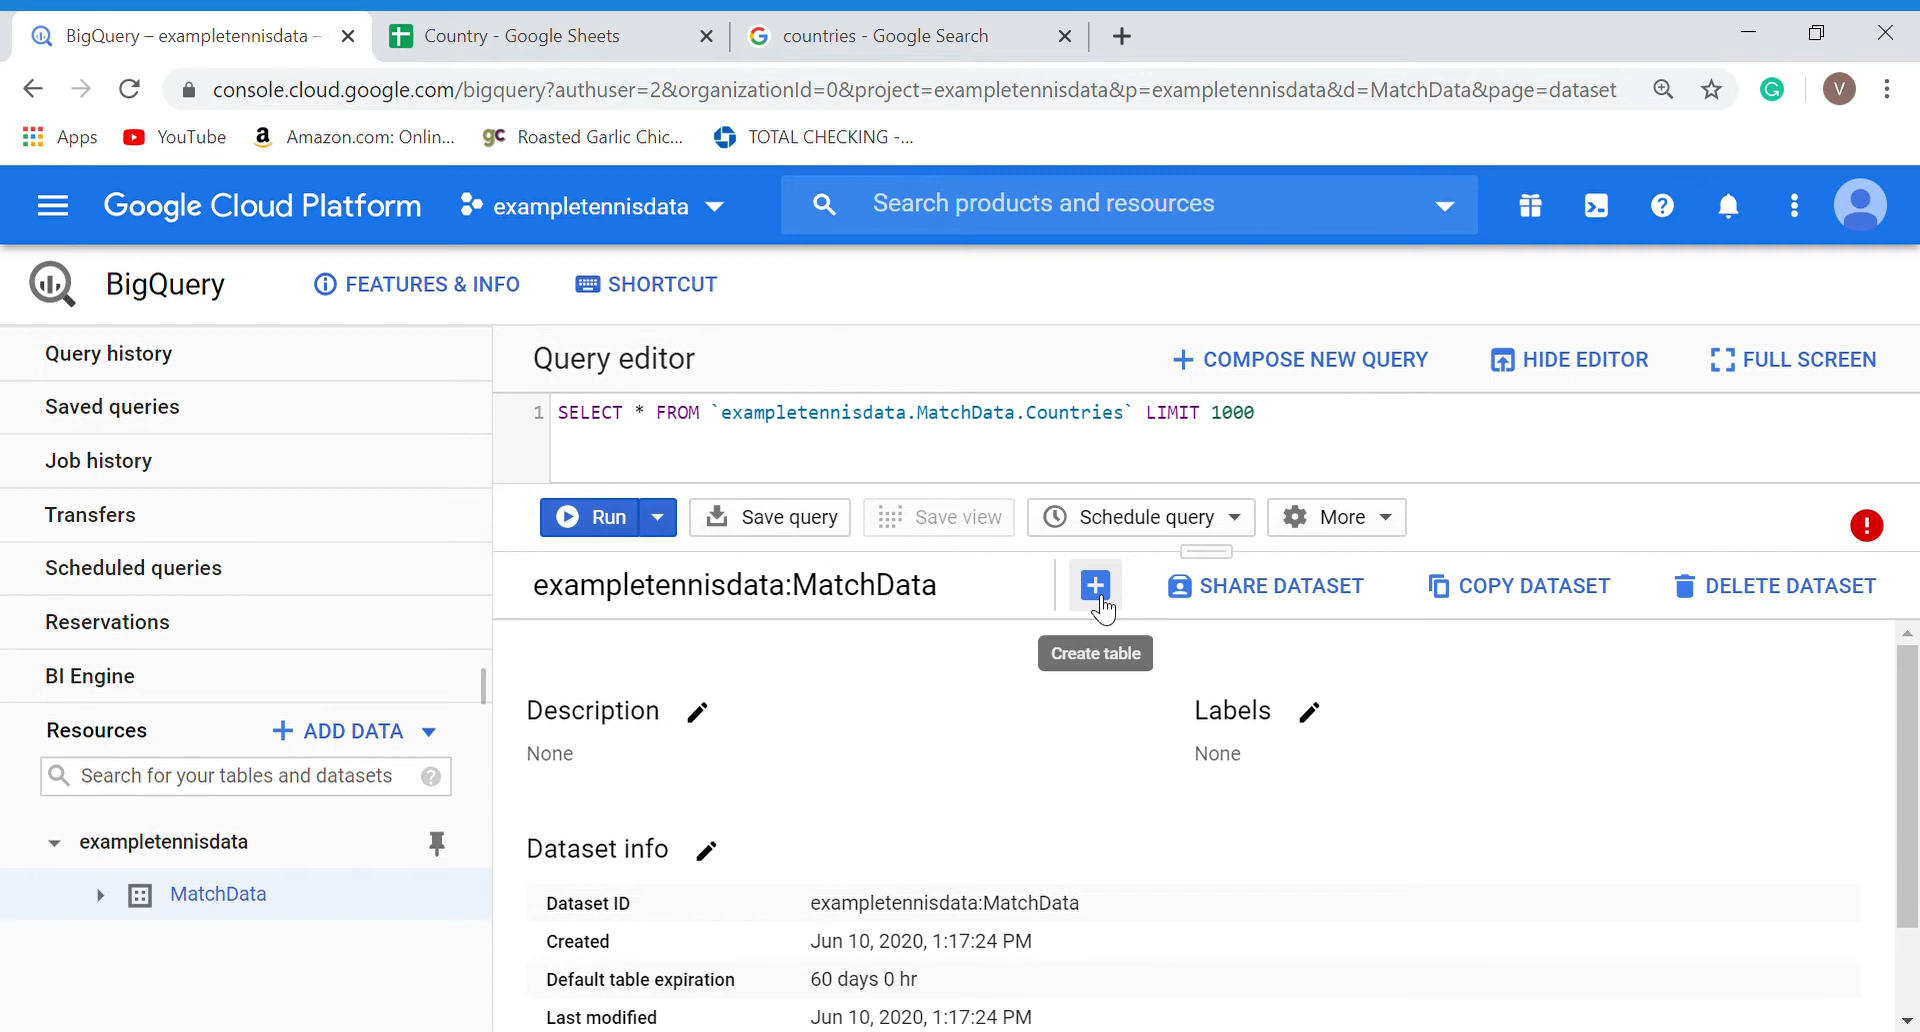 BigQuery – exampletennisdata –
Country - Google Sheets
countries - Google Search
console.cloud.google.com/bigquery?authuser=2&organizationId=0&project=exampletennisdata&p=exampletennisdata&d=MatchData&page=dataset
V
Apps
YouTube
a Amazon.com: Onlin...
gc Roasted Garlic Chic...
TOTAL CHECKING -...
Google Cloud Platform
exampletennisdata
Search products and resources
BigQuery
FEATURES & INFO
SHORTCUT
Query history
Saved queries
Job history
Transfers
Scheduled queries
Reservations
BI Engine
Resources
+ ADD DATA
Search for your tables and datasets
exampletennisdata
MatchData
Query editor
+ COMPOSE NEW QUERY
HIDE EDITOR
FULL SCREEN
1 SELECT * FROM `exampletennisdata.MatchData.Countries` LIMIT 1000
Run
Save query
Save view
Schedule query
More
exampletennisdata:MatchData
SHARE DATASET
COPY DATASET
DELETE DATASET
Create table
Description
None
Labels
None
Dataset info
Dataset ID exampletennisdata:MatchData
Created Jun 10, 2020, 1:17:24 PM
Default table expiration 60 days 0 hr
Last modified Jun 10, 2020, 1:17:24 PM